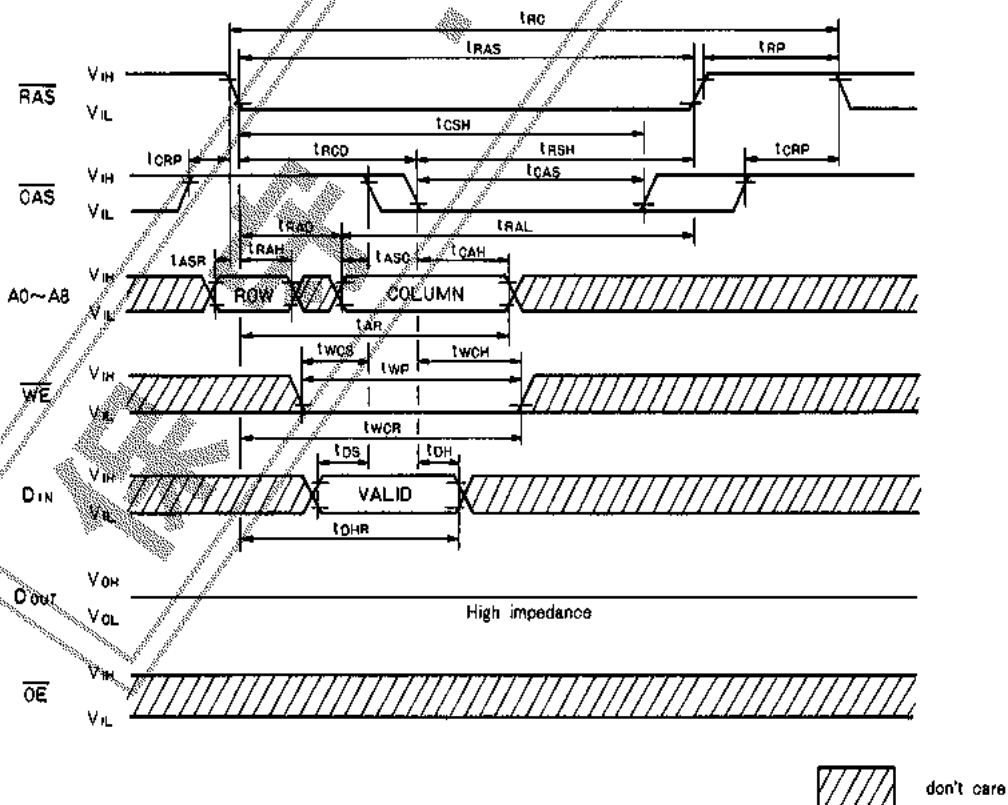 tRC
tRAS tRP
RAS VIH
VIL
tCSH
tCRP tRCD tRSH tCRP
tCAS
CAS VIH
VIL
tRAD tRAL
tASR tRAH tASC tCAH
A0~A8 VIH
ROW COLUMN
VIL
tAR
tWCS tWCH
tWP
WE VIH
VIL
tWCR
tDS tDH
DIN VIH
VALID
VIL
tDHR
DOUT VOH
VOL
High impedance
OE VIH
VIL
don't care